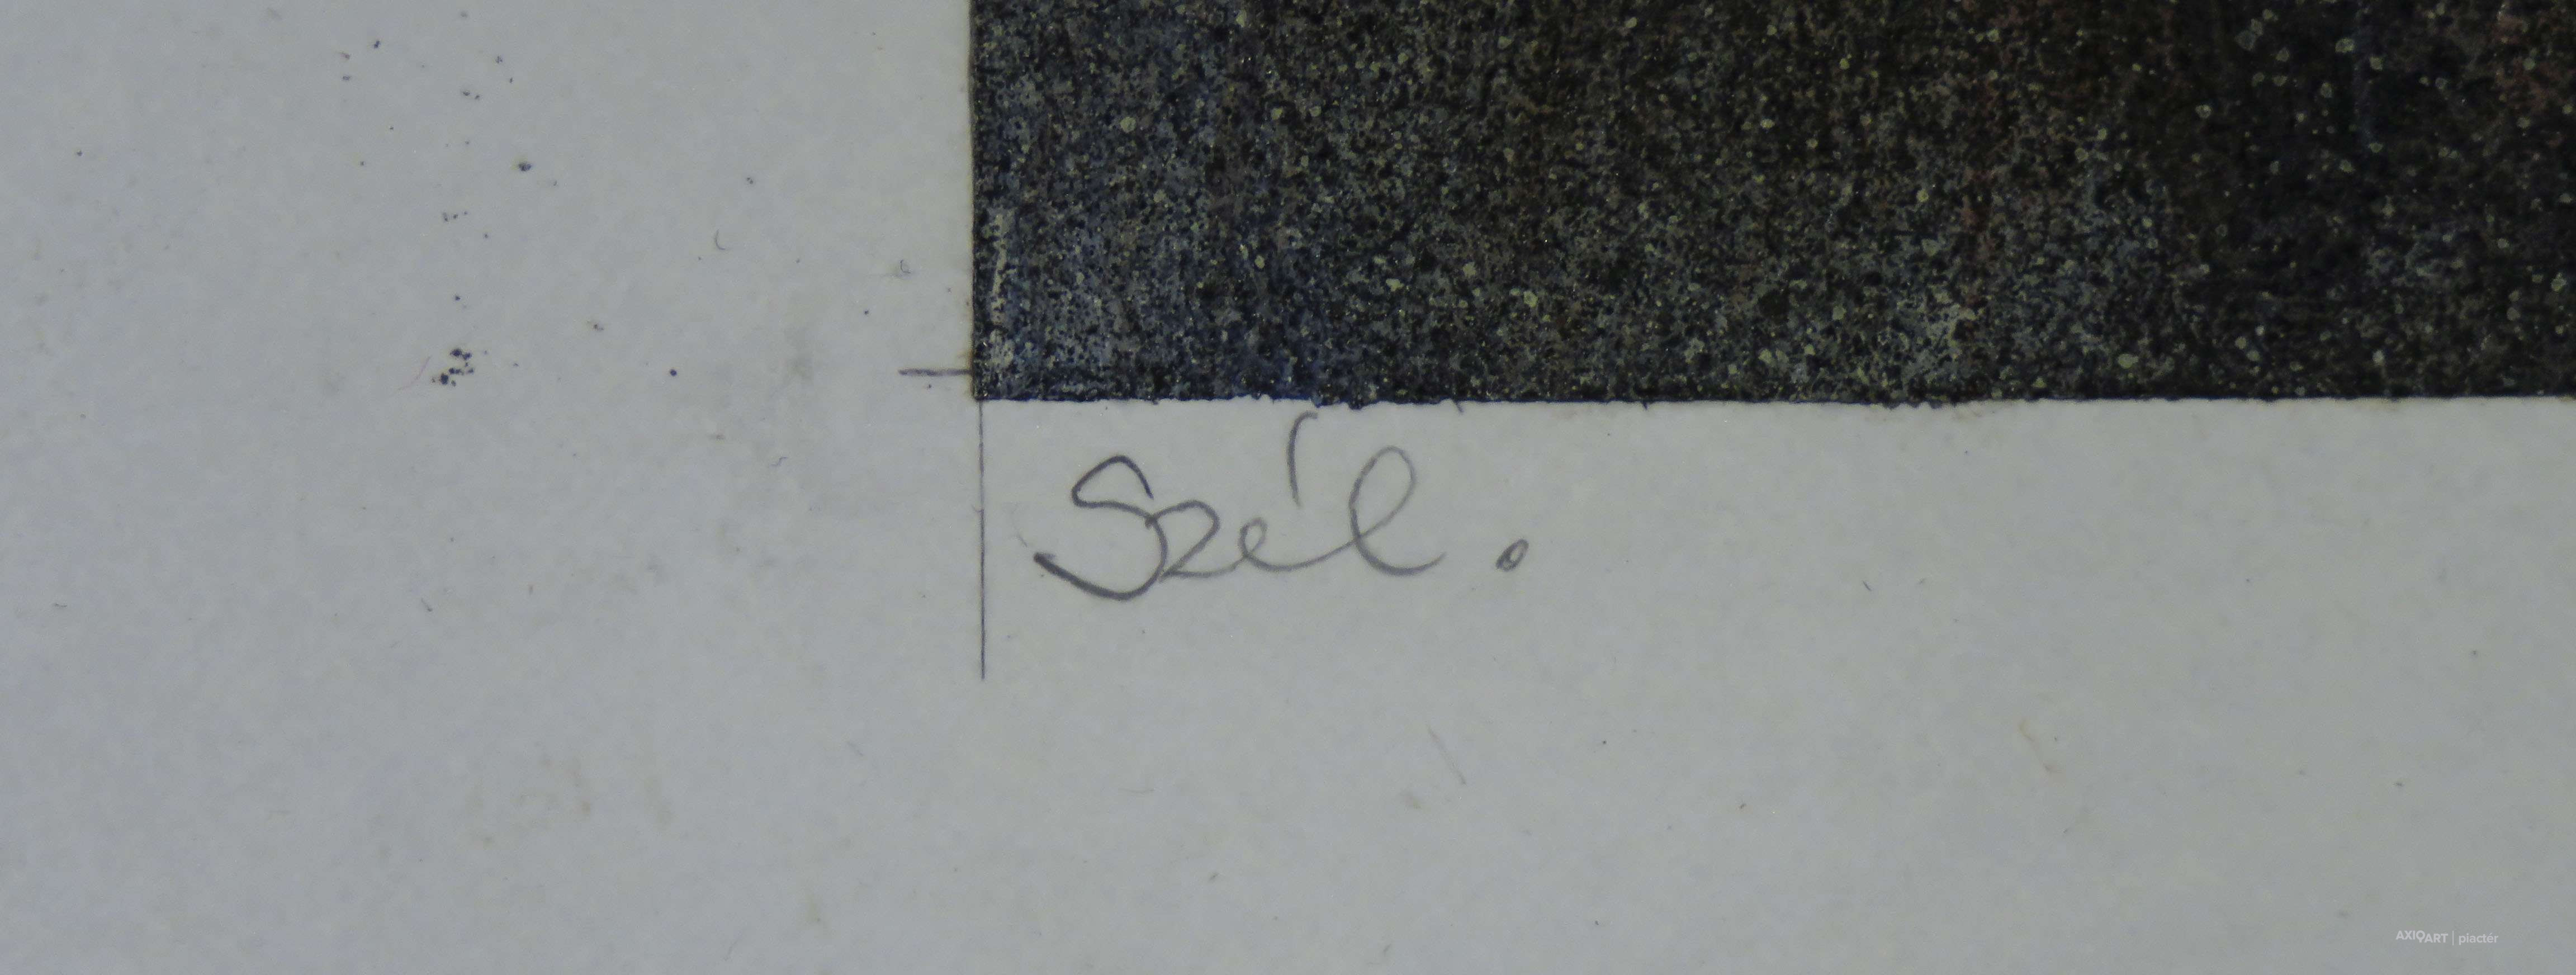 Szél.
AXIOART | piactér